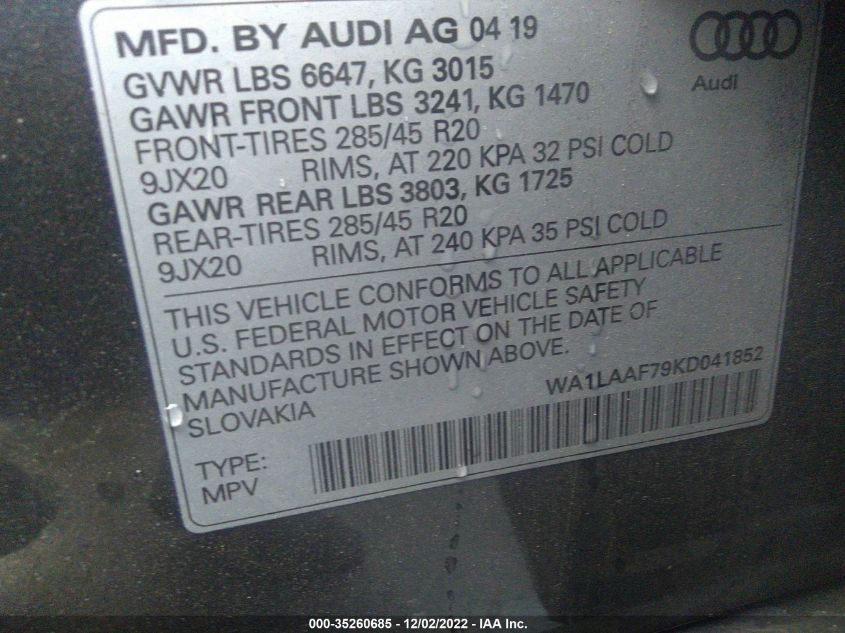 MFD. BY AUDI AG 04 19
Audi
GVWR LBS 6647, KG 3015
GAWR FRONT LBS 3241, KG 1470
FRONT-TIRES 285/45 R20
9JX20 RIMS, AT 220 KPA 32 PSI COLD
GAWR REAR LBS 3803, KG 1725
REAR-TIRES 285/45 R20
9JX20 RIMS, AT 240 KPA 35 PSI COLD
THIS VEHICLE CONFORMS TO ALL APPLICABLE
U.S. FEDERAL MOTOR VEHICLE SAFETY
STANDARDS IN EFFECT ON THE DATE OF
MANUFACTURE SHOWN ABOVE.
SLOVAKIA
WA1LAAF79KD041852
TYPE:
MPV
000-35260685 - 12/02/2022 - IAA Inc.